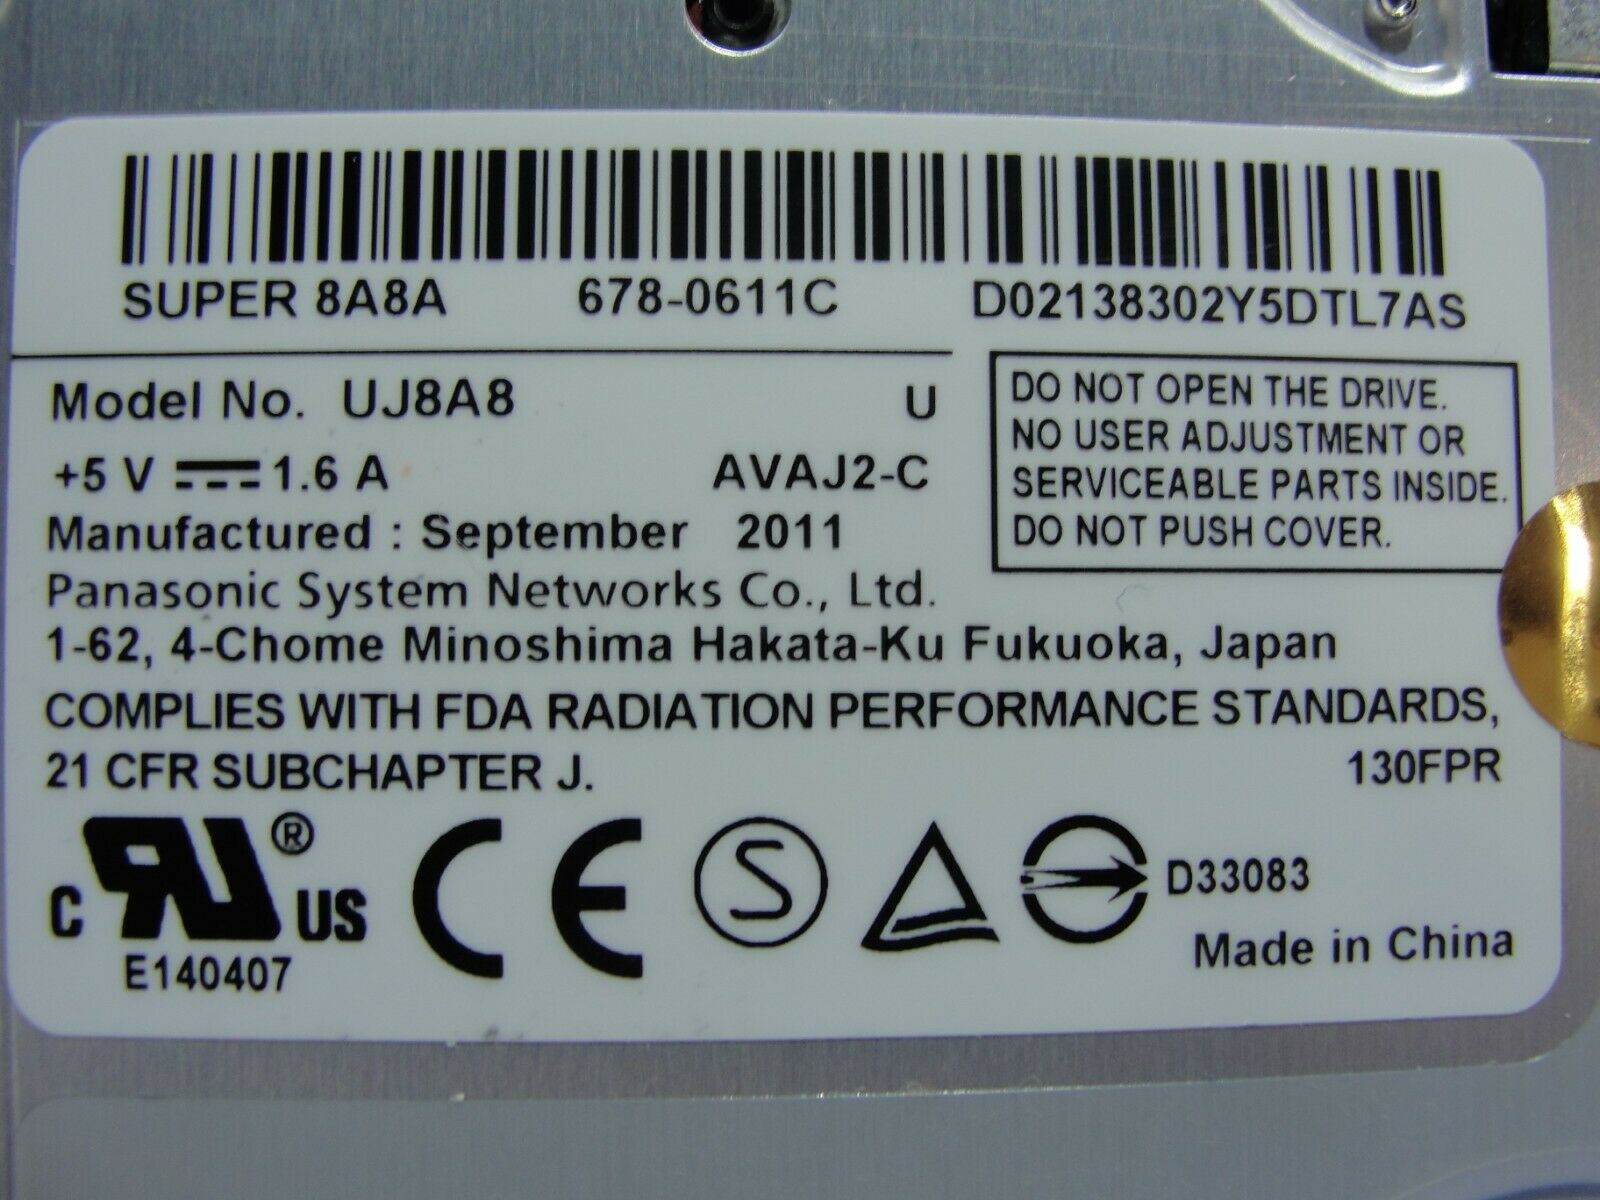 SUPER 8A8A 678-0611C D02138302Y5DTL7AS
Model No. UJ8A8 U
+5 V 1.6 A AVAJ2-C
Manufactured : September 2011
DO NOT OPEN THE DRIVE.
NO USER ADJUSTMENT OR
SERVICEABLE PARTS INSIDE.
DO NOT PUSH COVER.
Panasonic System Networks Co., Ltd.
1-62, 4-Chome Minoshima Hakata-Ku Fukuoka, Japan
COMPLIES WITH FDA RADIATION PERFORMANCE STANDARDS,
21 CFR SUBCHAPTER J. 130FPR
C RU ® US CE S D33083
E140407
Made in China